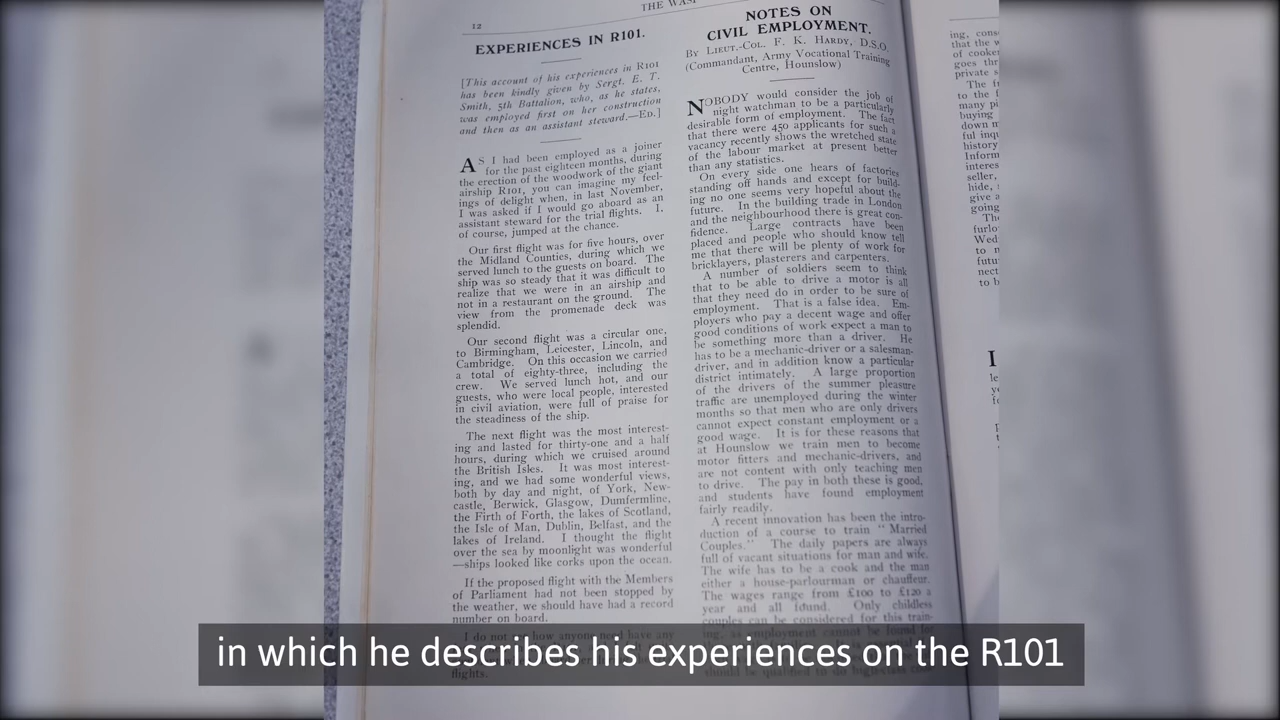 THE WASP
12
EXPERIENCES IN R101.
[This account of his experiences in R101
has been kindly given by Sergt. E. T.
Smith, 5th Battalion, who, as he states,
was employed first on her construction
and then as an assistant steward.—ED.]
AS I had been employed as a joiner
for the past eighteen months, during
the erection of the woodwork of the giant
airship R101, you can imagine my feel-
ings of delight when, in last November,
I was asked if I would go aboard as an
assistant steward for the trial flights. I,
of course, jumped at the chance.
Our first flight was for five hours, over
the Midland Counties, during which we
served lunch to the guests on board. The
ship was so steady that it was difficult to
realize that we were in an airship and
not in a restaurant on the ground. The
view from the promenade deck was
splendid.
Our second flight was a circular one,
to Birmingham, Leicester, Lincoln, and
Cambridge. On this occasion we carried
a total of eighty-three, including the
crew. We served lunch hot, and our
guests, who were local people, interested
in civil aviation, were full of praise for
the steadiness of the ship.
The next flight was the most interest-
ing and lasted for thirty-one and a half
hours, during which we cruised around
the British Isles. It was most interest-
ing, and we had some wonderful views,
both by day and night, of York, New-
castle, Berwick, Glasgow, Dumfermline,
the Firth of Forth, the lakes of Scotland,
the Isle of Man, Dublin, Belfast, and the
lakes of Ireland. I thought the flight
over the sea by moonlight was wonderful
—ships looked like corks upon the ocean.
If the proposed flight with the Members
of Parliament had not been stopped by
the weather, we should have had a record
number on board.
I do not how anyone need have any
flights.
NOTES ON
CIVIL EMPLOYMENT.
By LIEUT.-COL. F. K. HARDY, D.S.O.
(Commandant, Army Vocational Training
Centre, Hounslow)
NOBODY would consider the job of
night watchman to be a particularly
desirable form of employment. The fact
that there were 450 applicants for such a
vacancy recently shows the wretched state
of the labour market at present better
than any statistics.
On every side one hears of factories
standing off hands and except for build-
ing no one seems very hopeful about the
future. In the building trade in London
and the neighbourhood there is great con-
fidence. Large contracts have been
placed and people who should know tell
me that there will be plenty of work for
bricklayers, plasterers and carpenters.
A number of soldiers seem to think
that to be able to drive a motor is all
that they need do in order to be sure of
employment. That is a false idea. Em-
ployers who pay a decent wage and offer
good conditions of work expect a man to
be something more than a driver. He
has to be a mechanic-driver or a salesman-
driver, and in addition know a particular
district intimately. A large proportion
of the drivers of the summer pleasure
traffic are unemployed during the winter
months so that men who are only drivers
cannot expect constant employment or a
good wage. It is for these reasons that
at Hounslow we train men to become
motor fitters and mechanic-drivers, and
are not content with only teaching men
to drive. The pay in both these is good,
and students have found employment
fairly readily.
A recent innovation has been the intro-
duction of a course to train "Married
Couples." The daily papers are always
full of vacant situations for man and wife.
The wife has to be a cook and the man
either a house-parlourman or chauffeur.
The wages range from £100 to £120 a
year and all found. Only childless
couples can be considered for this train-
ing, as employment cannot be found for
in which he describes his experiences on the R101